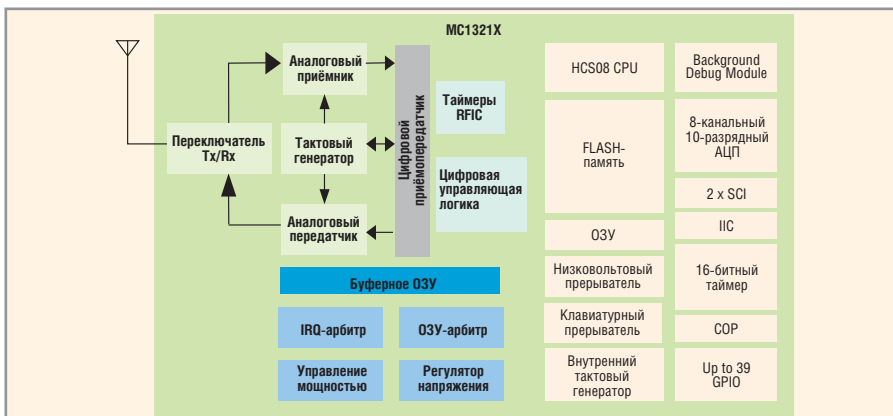 MC1321X
Аналоговый
приёмник
Переключатель
Tx/Rx
Тактовый
генератор
Аналоговый
передатчик
Цифровой
приёмопередатчик
Таймеры
RFIC
Цифровая
управляющая
логика
Буферное ОЗУ
IRQ-арбитр
ОЗУ-арбитр
Управление
мощностью
Регулятор
напряжения
HCS08 CPU
FLASH-
память
ОЗУ
Низковольтовый
прерыватель
Клавиатурный
прерыватель
Внутренний
тактовый
генератор
Background
Debug Module
8-канальный
10-разрядный
АЦП
2 x SCI
IIC
16-битный
таймер
COP
Up to 39
GPIO